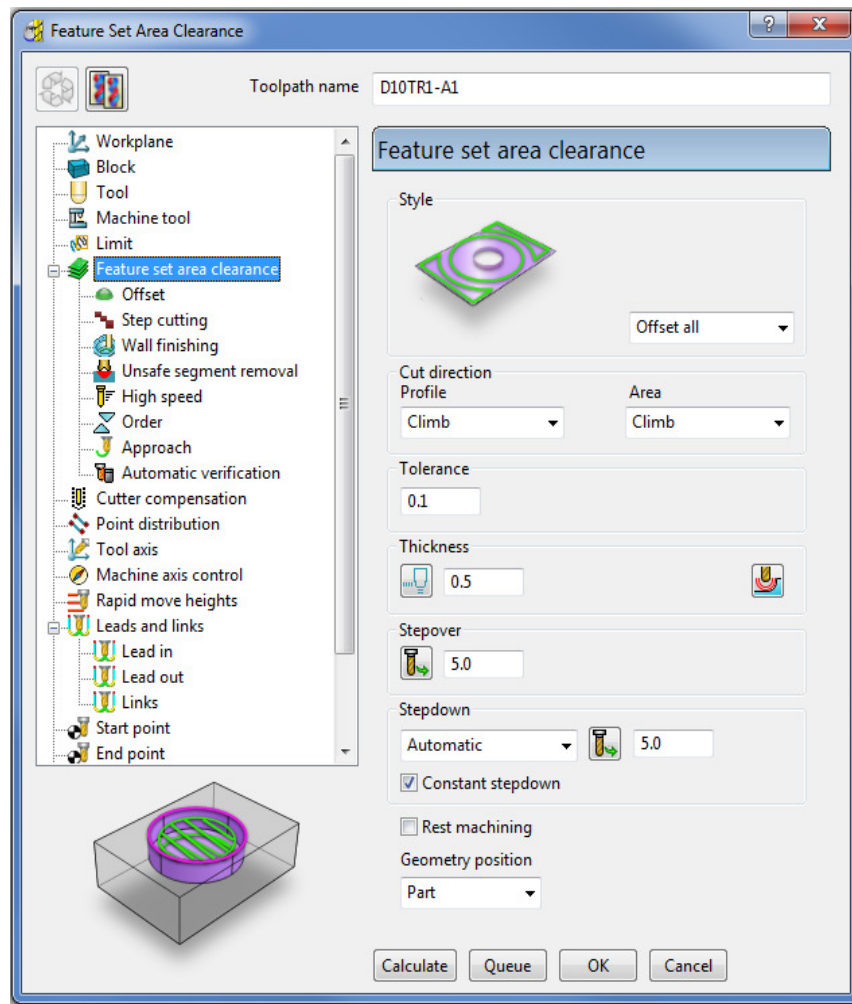 Feature Set Area Clearance
Toolpath name D10TR1-A1
Workplane
Block
Tool
Machine tool
Limit
Feature set area clearance
Offset
Step cutting
Wall finishing
Unsafe segment removal
High speed
Order
Approach
Automatic verification
Cutter compensation
Point distribution
Tool axis
Machine axis control
Rapid move heights
Leads and links
Lead in
Lead out
Links
Start point
End point
Feature set area clearance
Style
Offset all
Cut direction
Profile Area
Climb Climb
Tolerance
0.1
Thickness
0.5
Stepover
5.0
Stepdown
Automatic 5.0
Constant stepdown
Rest machining
Geometry position
Part
Calculate Queue OK Cancel